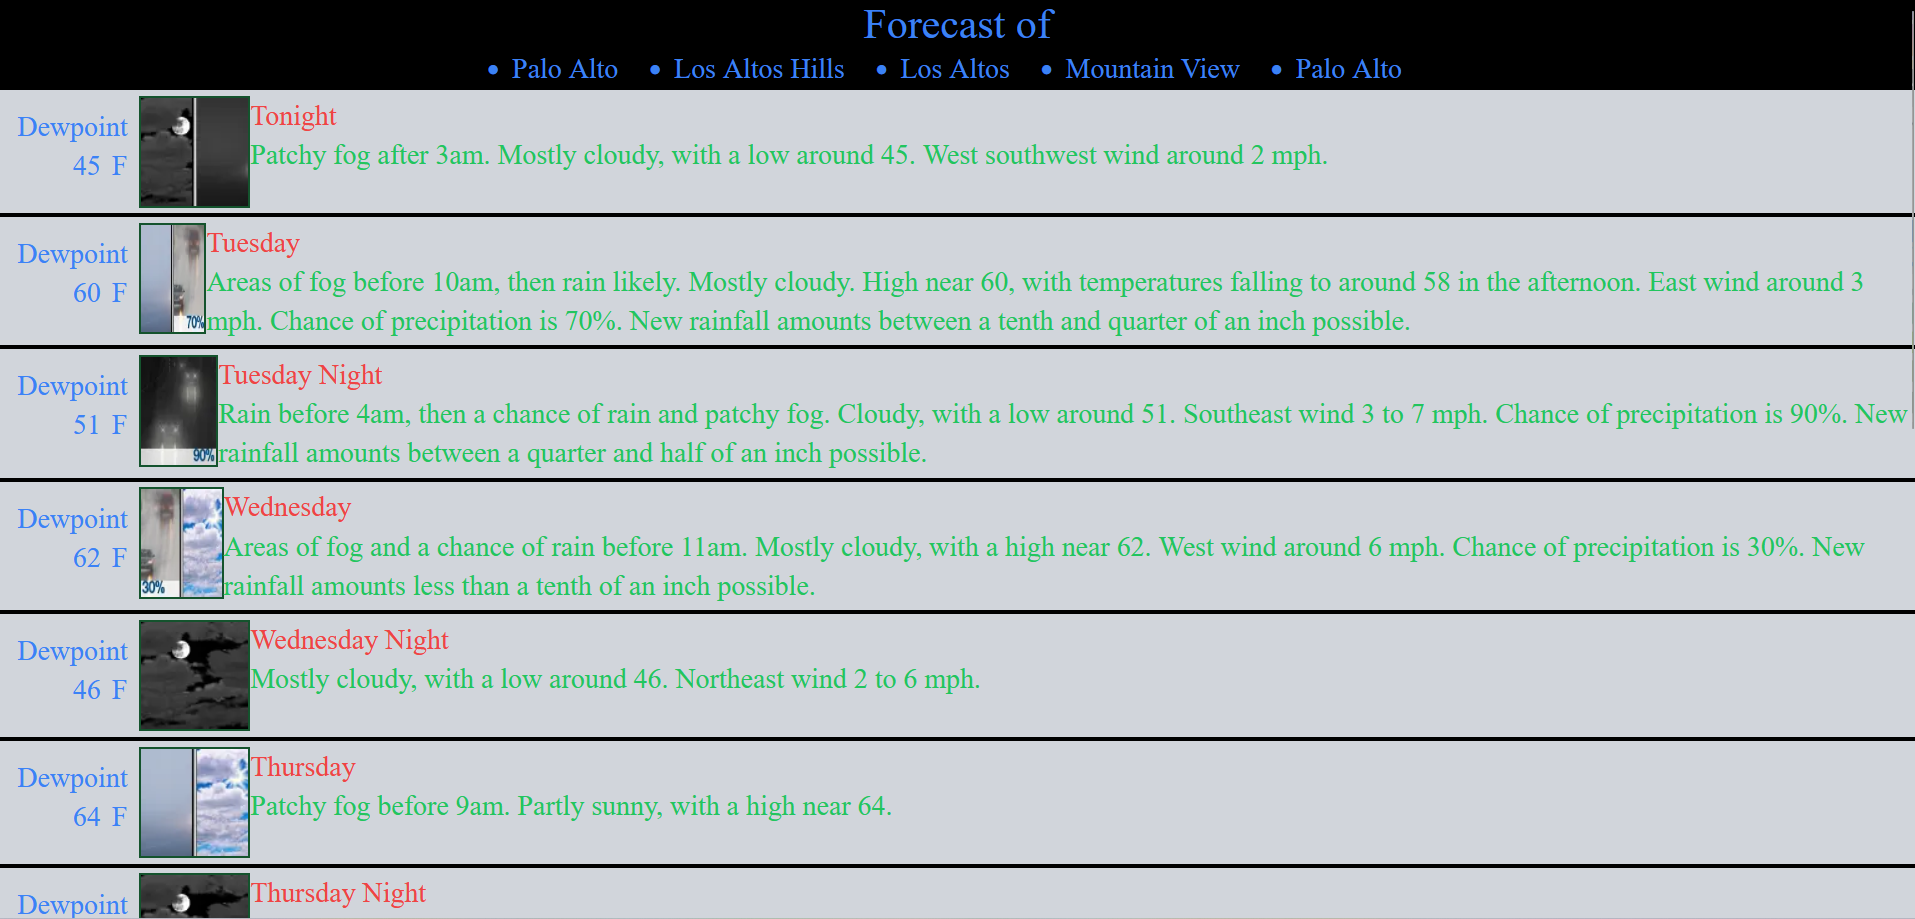 Forecast of
• Palo Alto • Los Altos Hills • Los Altos • Mountain View • Palo Alto
Dewpoint
45 F
Tonight
Patchy fog after 3am. Mostly cloudy, with a low around 45. West southwest wind around 2 mph.
Dewpoint
60 F
70%
Tuesday
Areas of fog before 10am, then rain likely. Mostly cloudy. High near 60, with temperatures falling to around 58 in the afternoon. East wind around 3
mph. Chance of precipitation is 70%. New rainfall amounts between a tenth and quarter of an inch possible.
Dewpoint
51 F
90%
Tuesday Night
Rain before 4am, then a chance of rain and patchy fog. Cloudy, with a low around 51. Southeast wind 3 to 7 mph. Chance of precipitation is 90%. New
rainfall amounts between a quarter and half of an inch possible.
Dewpoint
62 F
30%
Wednesday
Areas of fog and a chance of rain before 11am. Mostly cloudy, with a high near 62. West wind around 6 mph. Chance of precipitation is 30%. New
rainfall amounts less than a tenth of an inch possible.
Dewpoint
46 F
Wednesday Night
Mostly cloudy, with a low around 46. Northeast wind 2 to 6 mph.
Dewpoint
64 F
Thursday
Patchy fog before 9am. Partly sunny, with a high near 64.
Dewpoint
Thursday Night